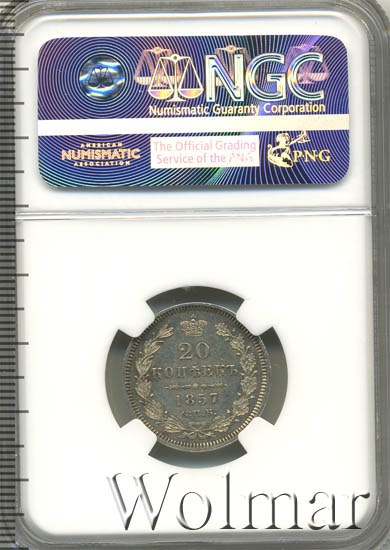 NGC
Numismatic Guaranty Corporation
AMERICAN
NUMISMATIC
ASSOCIATION
The Official Grading
Service of the PNG
20
КОПѢЕКЪ
1857
С.П.Б.
Wolmar